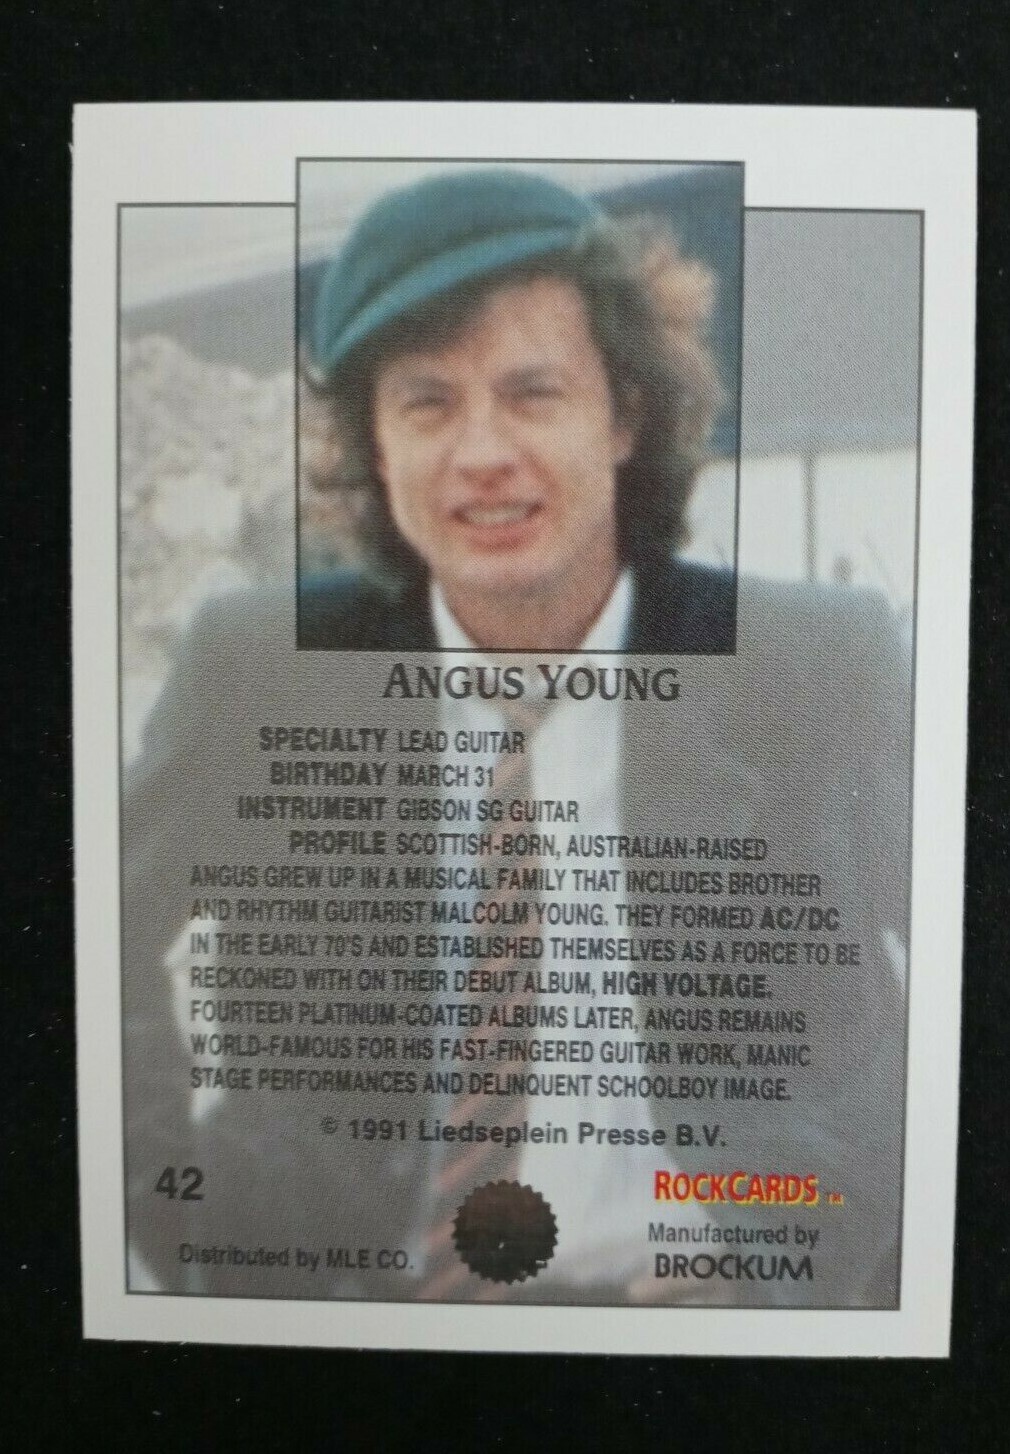 ANGUS YOUNG
SPECIALTY LEAD GUITAR
BIRTHDAY MARCH 31
INSTRUMENT GIBSON SG GUITAR
PROFILE SCOTTISH-BORN, AUSTRALIAN-RAISED
ANGUS GREW UP IN A MUSICAL FAMILY THAT INCLUDES BROTHER
AND RHYTHM GUITARIST MALCOLM YOUNG. THEY FORMED AC/DC
IN THE EARLY 70'S AND ESTABLISHED THEMSELVES AS A FORCE TO BE
RECKONED WITH ON THEIR DEBUT ALBUM, HIGH VOLTAGE.
FOURTEEN PLATINUM-COATED ALBUMS LATER, ANGUS REMAINS
WORLD-FAMOUS FOR HIS FAST-FINGERED GUITAR WORK, MANIC
STAGE PERFORMANCES AND DELINQUENT SCHOOLBOY IMAGE.
© 1991 Liedseplein Presse B.V.
42
ROCKCARDS TM
Manufactured by
BROCKUM
Distributed by MLE CO.